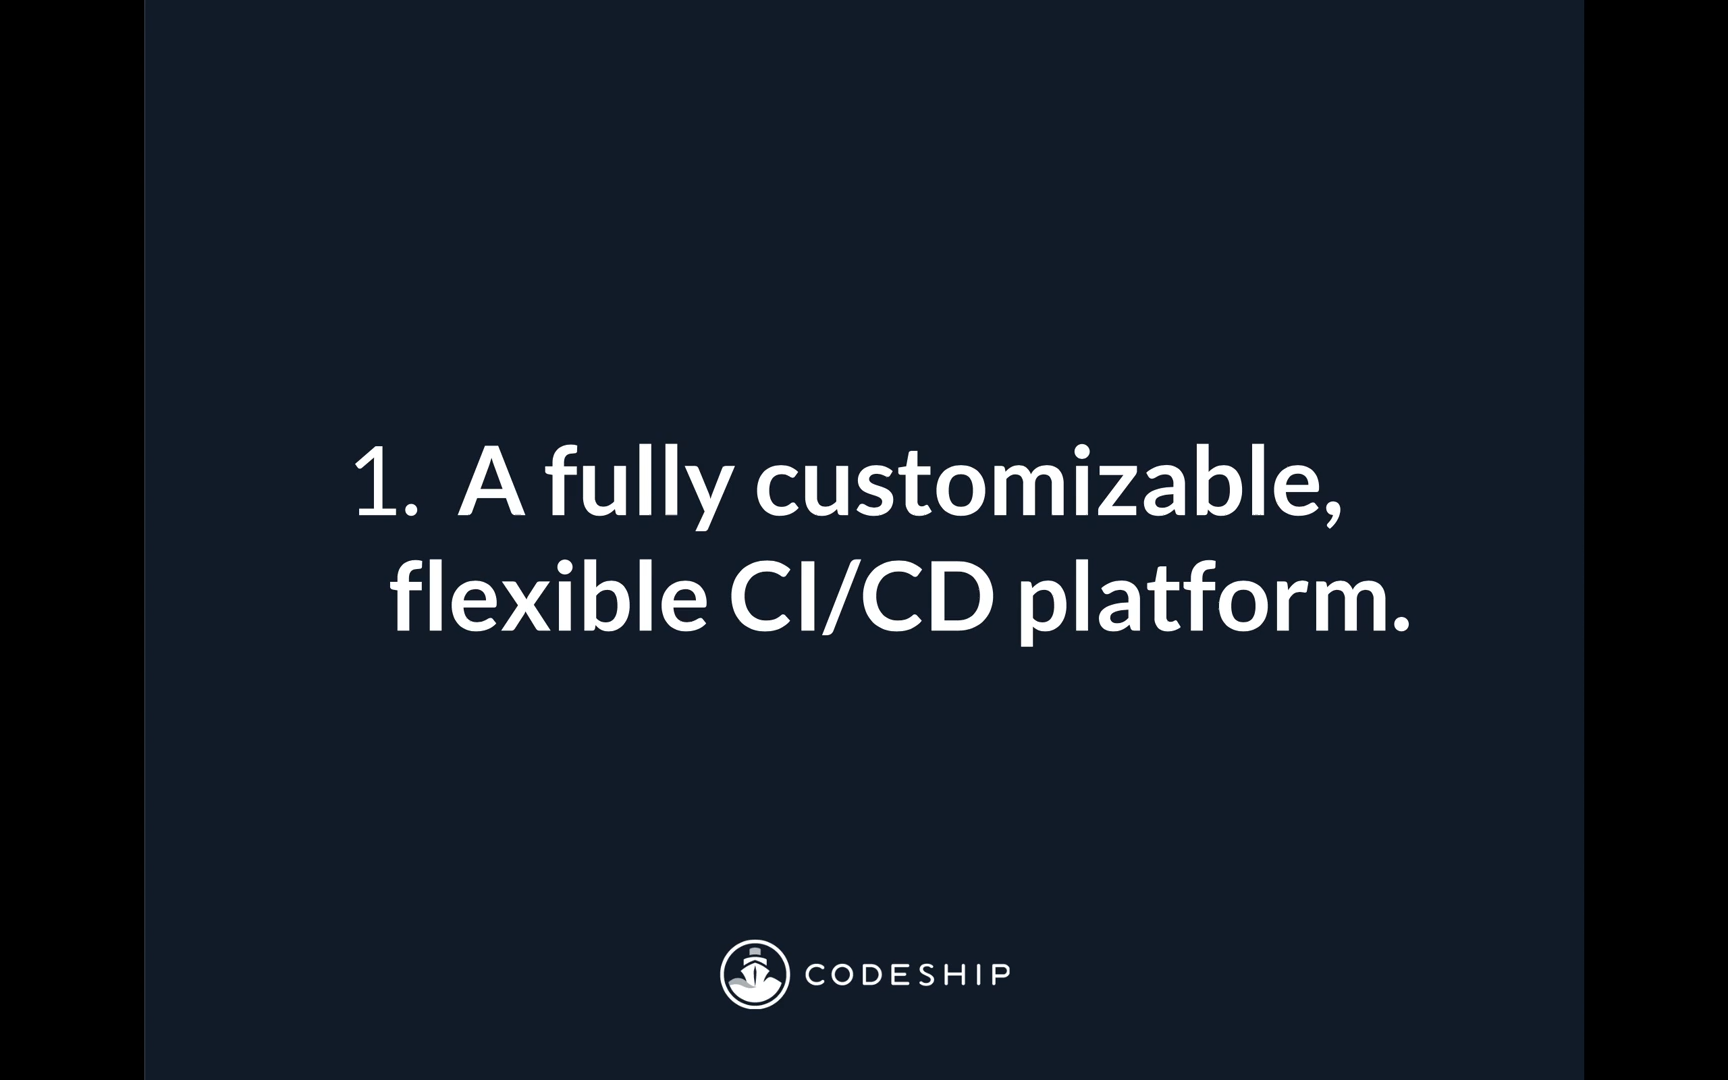 1. A fully customizable,
flexible CI/CD platform.
CODESHIP